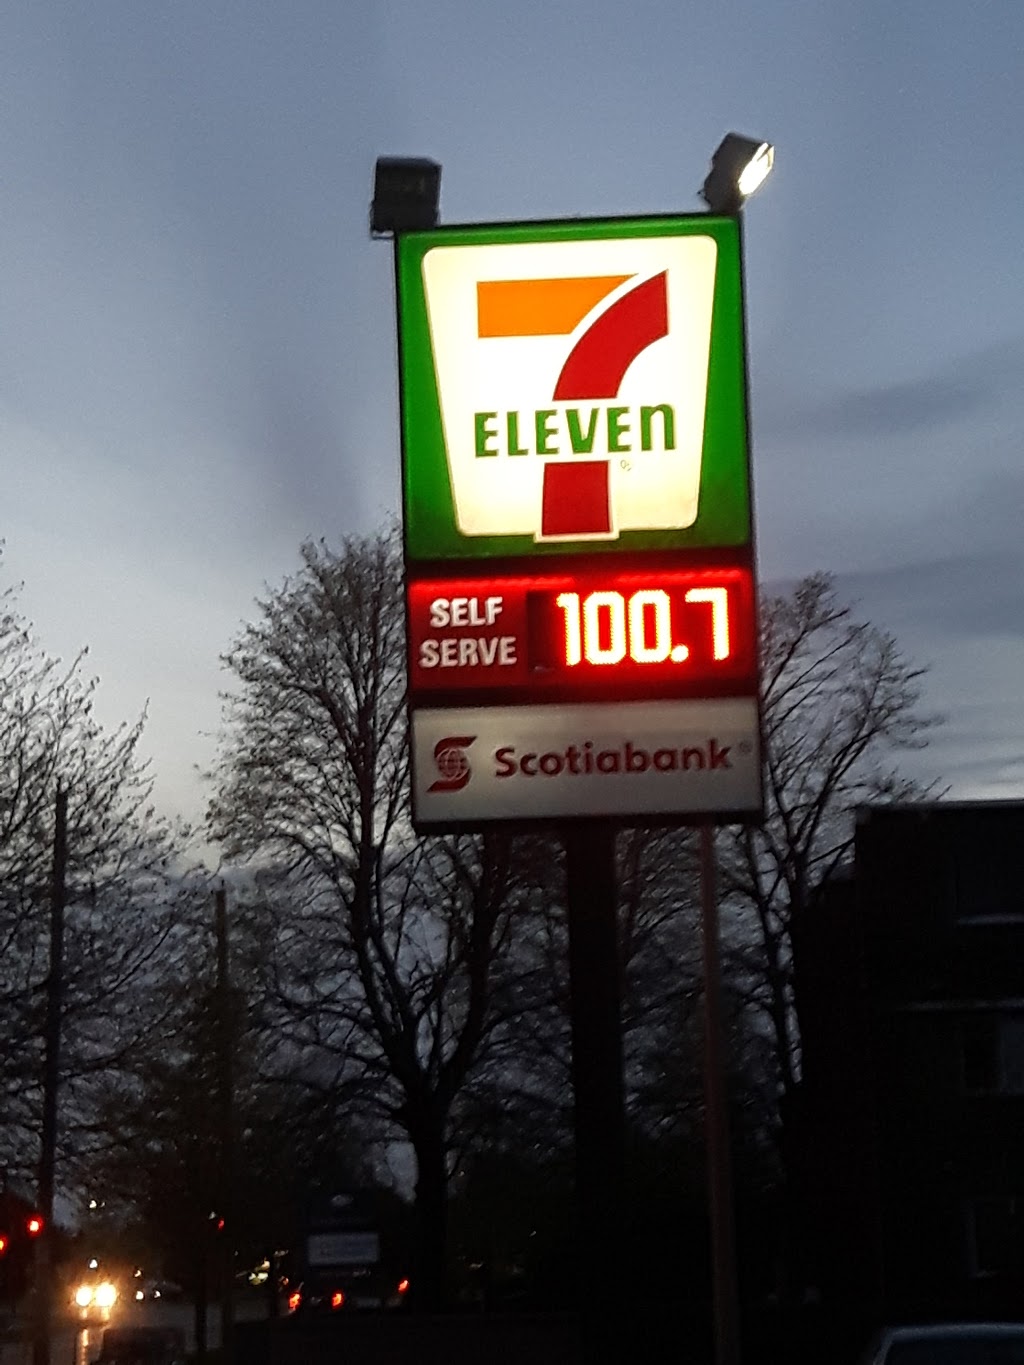 7
ELEVEn
®
SELF
SERVE
100.7
Scotiabank®